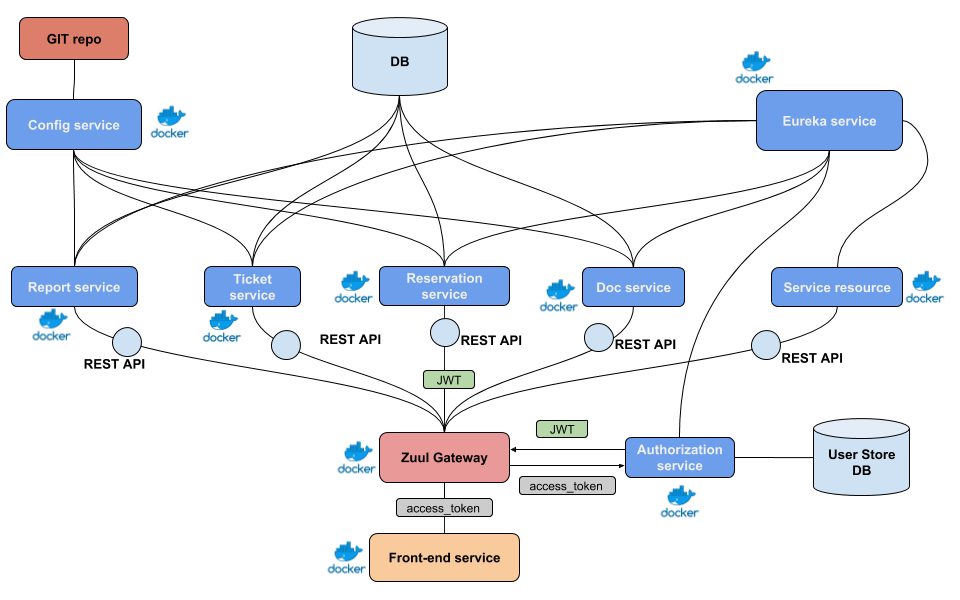 GIT repo
DB
docker
Config service
docker
Eureka service
Report service
docker
Ticket
service
docker
docker
Reservation
service
docker
Doc service
Service resource
docker
REST API
REST API
REST API
REST API
REST API
JWT
JWT
docker
Zuul Gateway
access_token
Authorization
service
docker
User Store
DB
access_token
docker
Front-end service